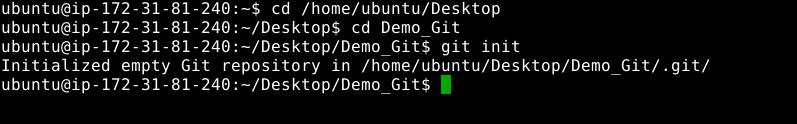 ubuntu@ip-172-31-81-240:~$ cd /home/ubuntu/Desktop
ubuntu@ip-172-31-81-240:~/Desktop$ cd Demo_Git
ubuntu@ip-172-31-81-240:~/Desktop/Demo_Git$ git init
Initialized empty Git repository in /home/ubuntu/Desktop/Demo_Git/.git/
ubuntu@ip-172-31-81-240:~/Desktop/Demo_Git$